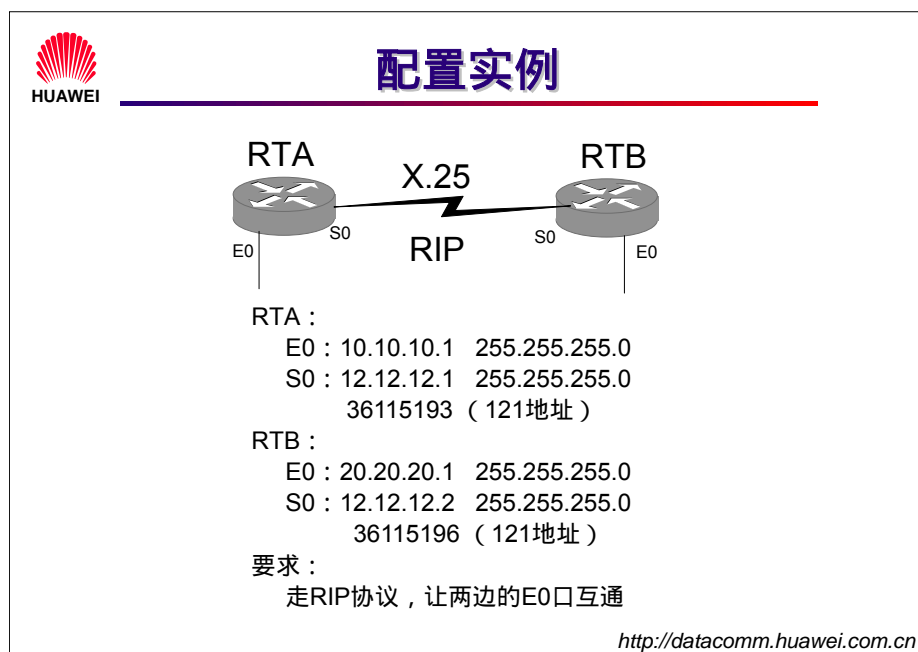 HUAWEI
配置实例
RTA
X.25
RTB
S0
RIP
S0
E0
E0
RTA：
E0：10.10.10.1 255.255.255.0
S0：12.12.12.1 255.255.255.0
36115193 （121地址）
RTB：
E0：20.20.20.1 255.255.255.0
S0：12.12.12.2 255.255.255.0
36115196 （121地址）
要求：
走RIP协议，让两边的E0口互通
http://datacomm.huawei.com.cn